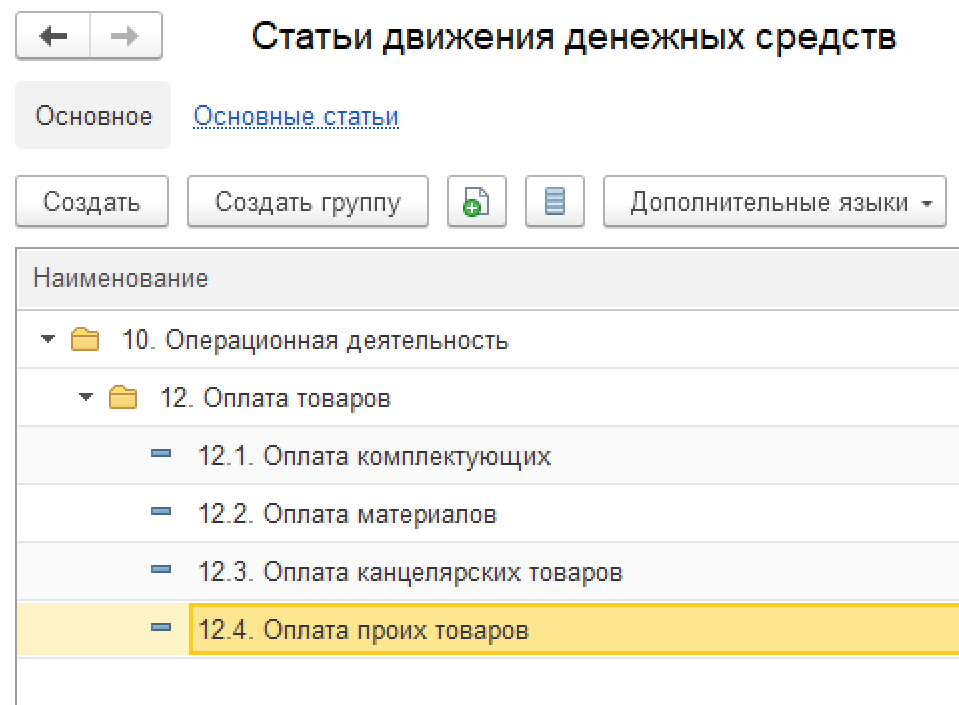 Статьи движения денежных средств
Основное Основные статьи
Создать Создать группу Дополнительные языки
Наименование
10. Операционная деятельность
12. Оплата товаров
12.1. Оплата комплектующих
12.2. Оплата материалов
12.3. Оплата канцелярских товаров
12.4. Оплата проих товаров